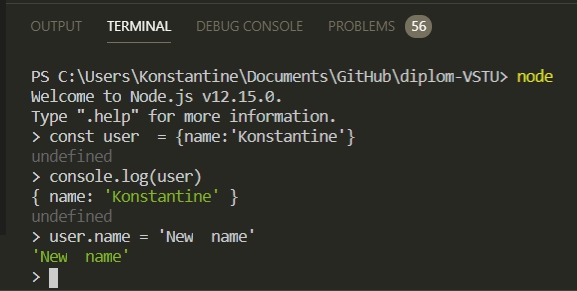 OUTPUT TERMINAL DEBUG CONSOLE PROBLEMS 56
PS C:\Users\Konstantine\Documents\GitHub\diplom-VSTU> node
Welcome to Node.js v12.15.0.
Type ".help" for more information.
> const user  = {name:'Konstantine'}
undefined
> console.log(user)
{ name: 'Konstantine' }
undefined
> user.name = 'New  name'
'New  name'
>